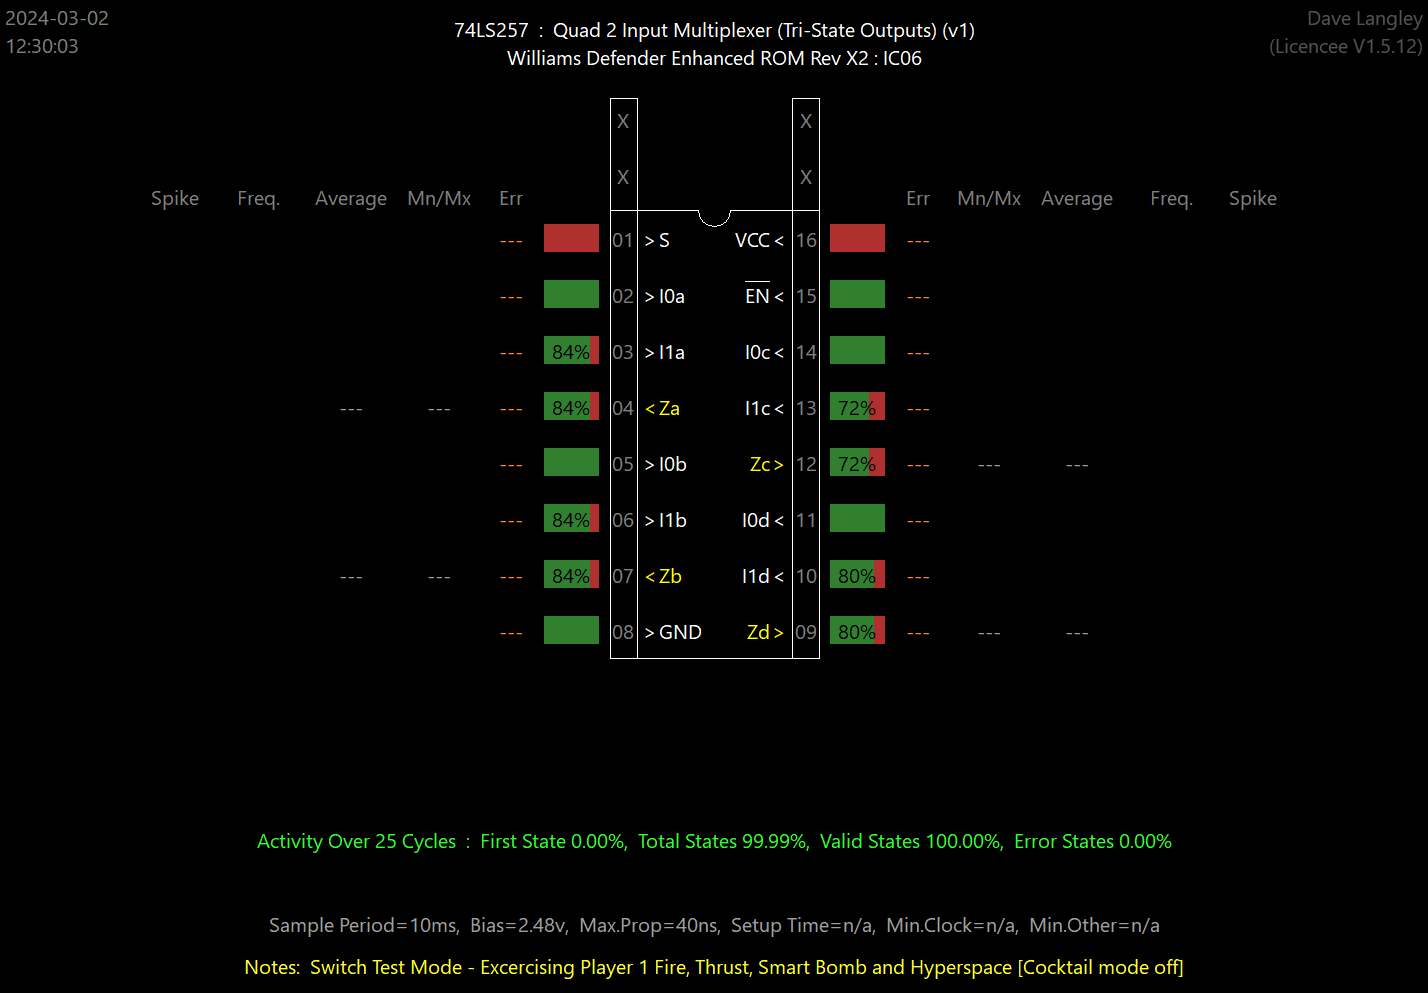 2024-03-02
12:30:03
74LS257 : Quad 2 Input Multiplexer (Tri-State Outputs) (v1)
Williams Defender Enhanced ROM Rev X2 : IC06
Dave Langley
(Licencee V1.5.12)
X X
X X
Spike Freq. Average Mn/Mx Err Err Mn/Mx Average Freq. Spike
--- 01 > S VCC < 16 ---
--- 02 > I0a EN < 15 ---
--- 84% 03 > I1a I0c < 14 ---
--- --- --- 84% 04 < Za I1c < 13 72% ---
--- 05 > I0b Zc > 12 72% --- --- ---
--- 84% 06 > I1b I0d < 11 ---
--- --- --- 84% 07 < Zb I1d < 10 80% ---
--- 08 > GND Zd > 09 80% --- --- ---
Activity Over 25 Cycles : First State 0.00%, Total States 99.99%, Valid States 100.00%, Error States 0.00%
Sample Period=10ms, Bias=2.48v, Max.Prop=40ns, Setup Time=n/a, Min.Clock=n/a, Min.Other=n/a
Notes: Switch Test Mode - Excercising Player 1 Fire, Thrust, Smart Bomb and Hyperspace [Cocktail mode off]